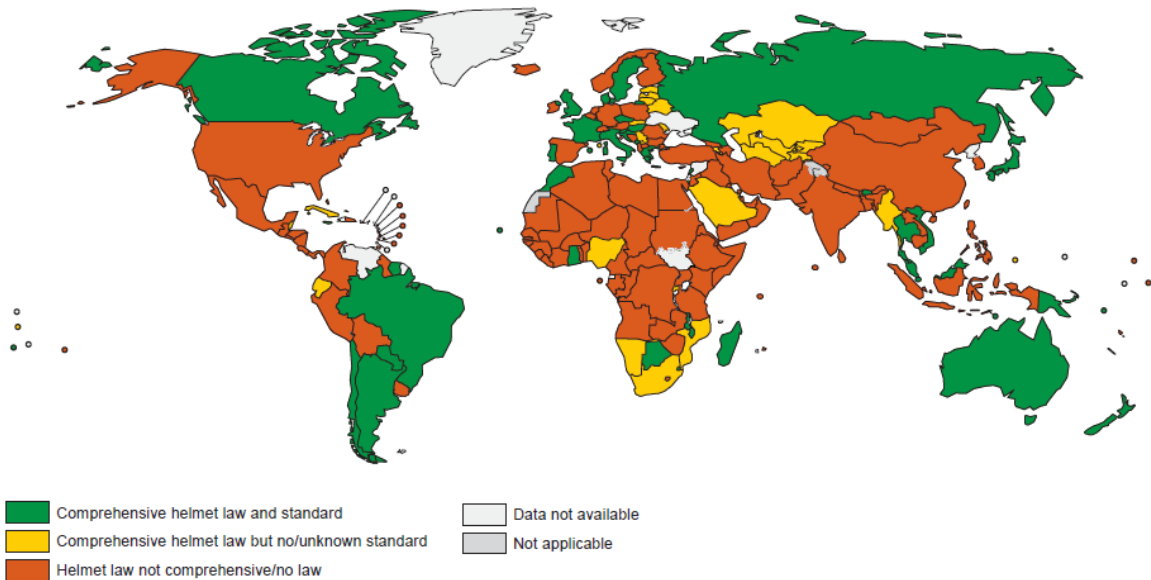 Comprehensive helmet law and standard
Comprehensive helmet law but no/unknown standard
Helmet law not comprehensive/no law
Data not available
Not applicable